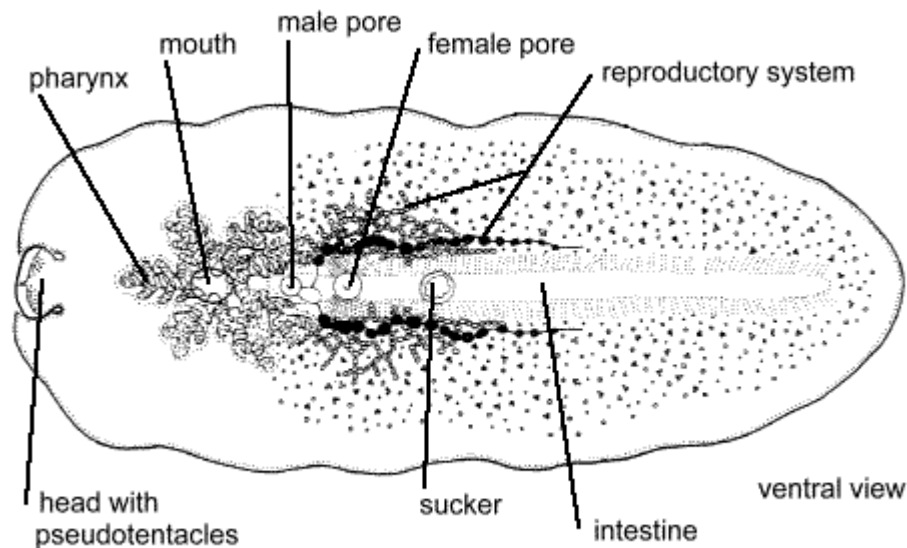 male pore
mouth
female pore
pharynx
reproductory system
head with
pseudotentacles
sucker
intestine
ventral view